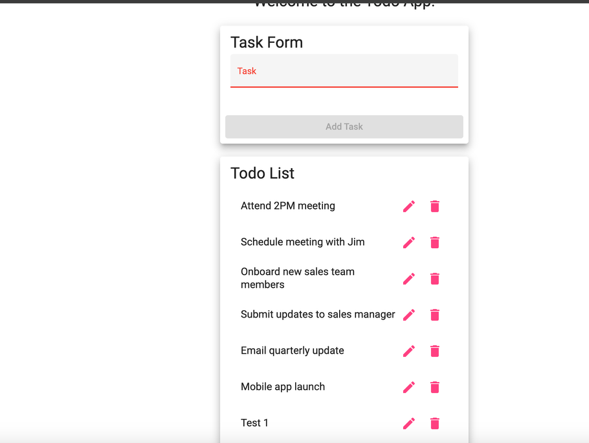 Welcome to the Todo App!
Task Form
Task
Add Task
Todo List
Attend 2PM meeting
Schedule meeting with Jim
Onboard new sales team
members
Submit updates to sales manager
Email quarterly update
Mobile app launch
Test 1